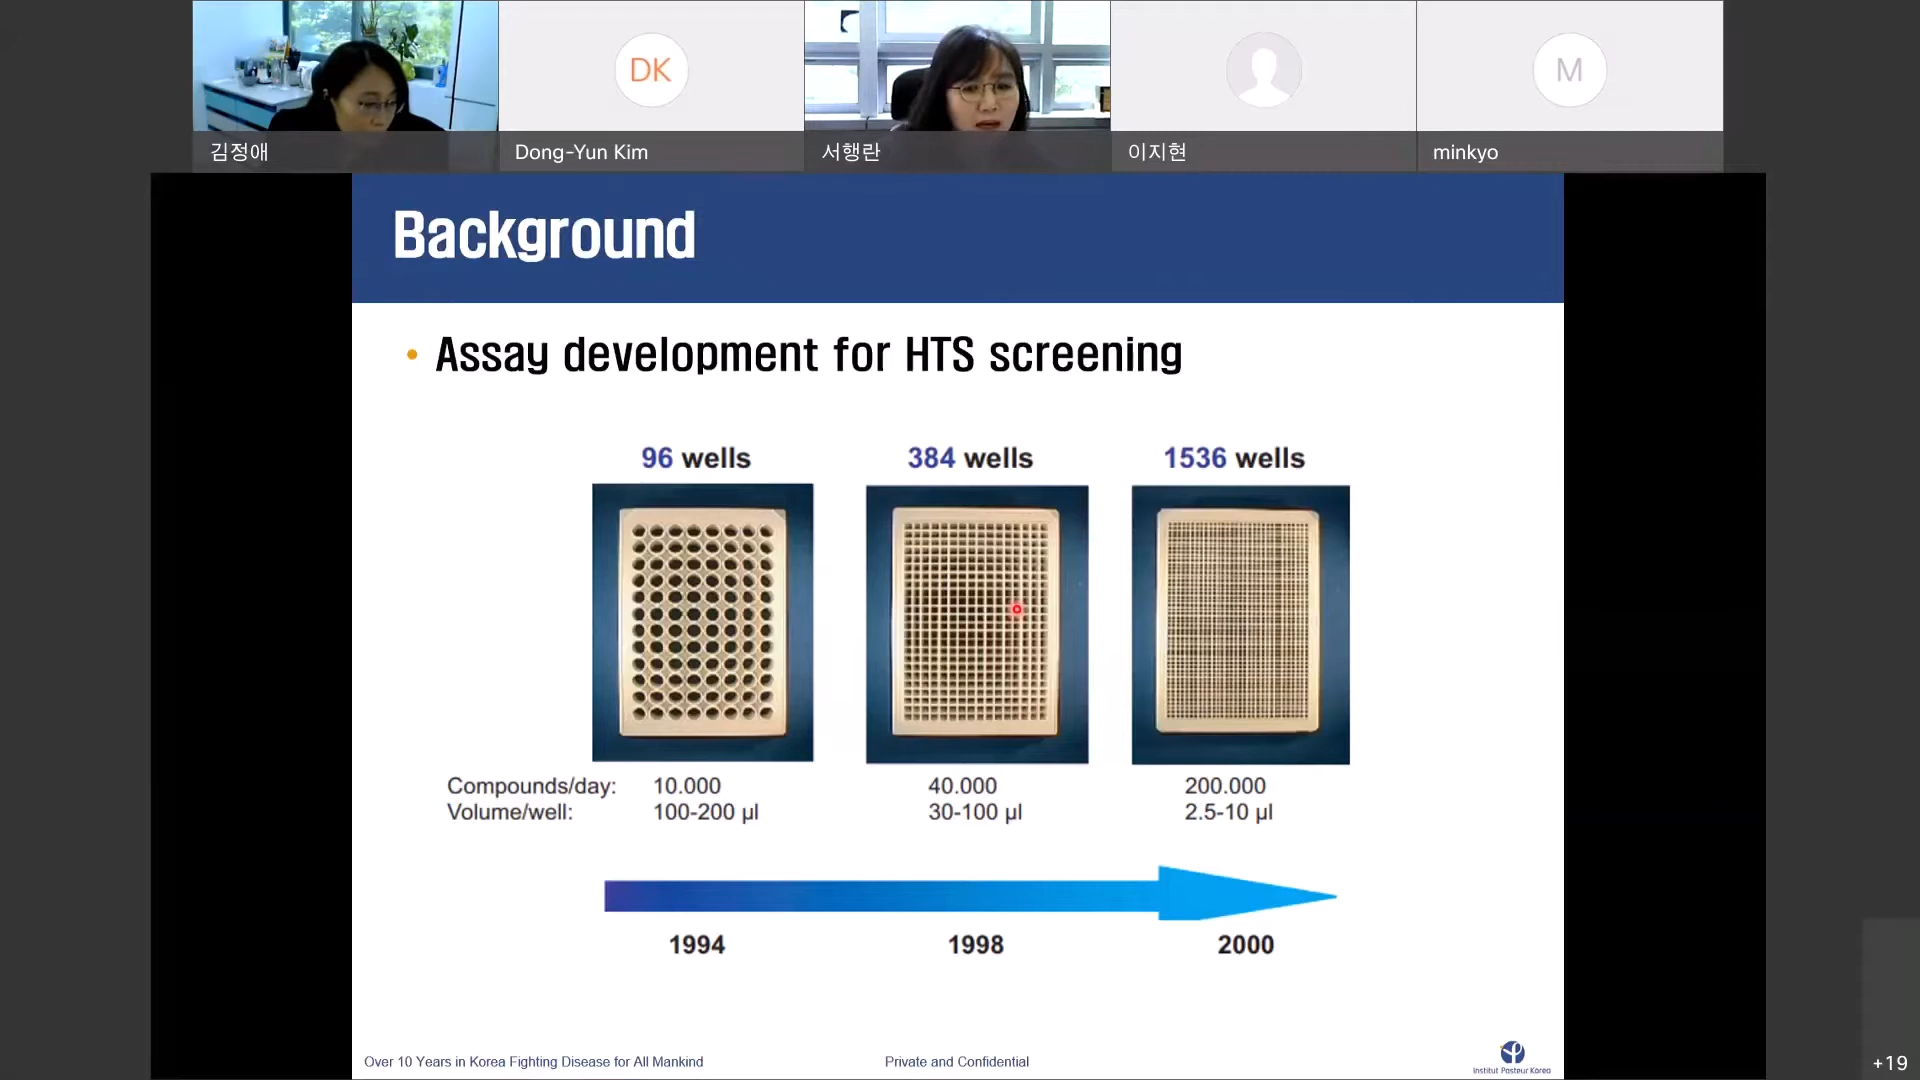 DK
M
김정애
Dong-Yun Kim
서행란
이지현
minkyo
Background
• Assay development for HTS screening
96 wells
384 wells
1536 wells
Compounds/day: 10.000 40.000 200.000
Volume/well: 100-200 µl 30-100 µl 2.5-10 µl
1994
1998
2000
Over 10 Years in Korea Fighting Disease for All Mankind
Private and Confidential
Institut Pasteur Korea
+19